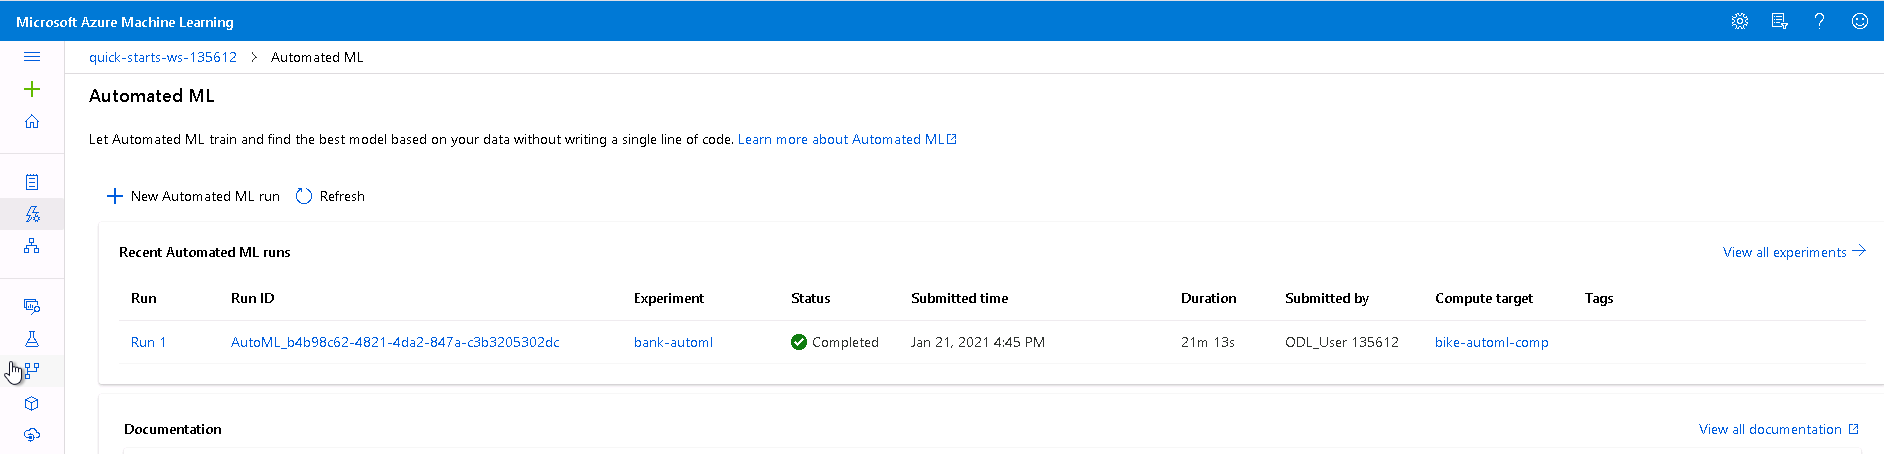 Microsoft Azure Machine Learning
quick-starts-ws-135612 > Automated ML
Automated ML
Let Automated ML train and find the best model based on your data without writing a single line of code. Learn more about Automated ML
New Automated ML run Refresh
Recent Automated ML runs View all experiments
Run Run ID Experiment Status Submitted time Duration Submitted by Compute target Tags
Run 1 AutoML_b4b98c62-4821-4da2-847a-c3b3205302dc bank-automl Completed Jan 21, 2021 4:45 PM 21m 13s ODL_User 135612 bike-automl-comp
Documentation View all documentation